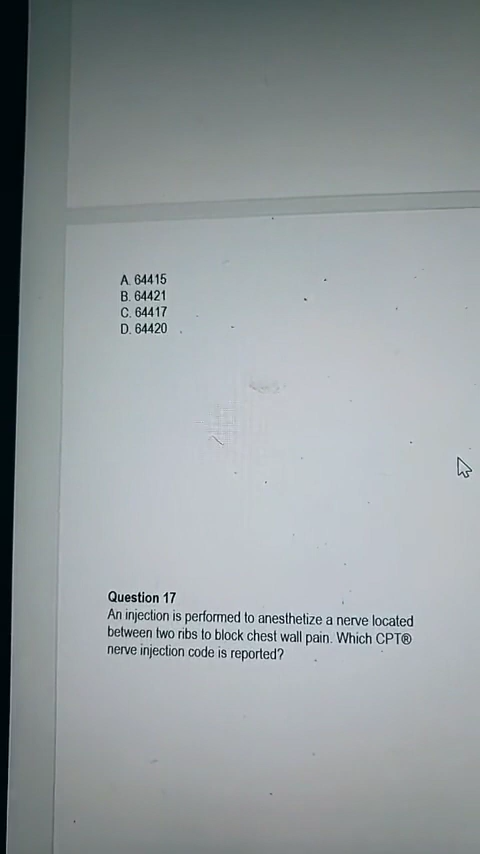 A. 64415
B. 64421
C. 64417
D. 64420
Question 17
An injection is performed to anesthetize a nerve located
between two ribs to block chest wall pain. Which CPT®
nerve injection code is reported?